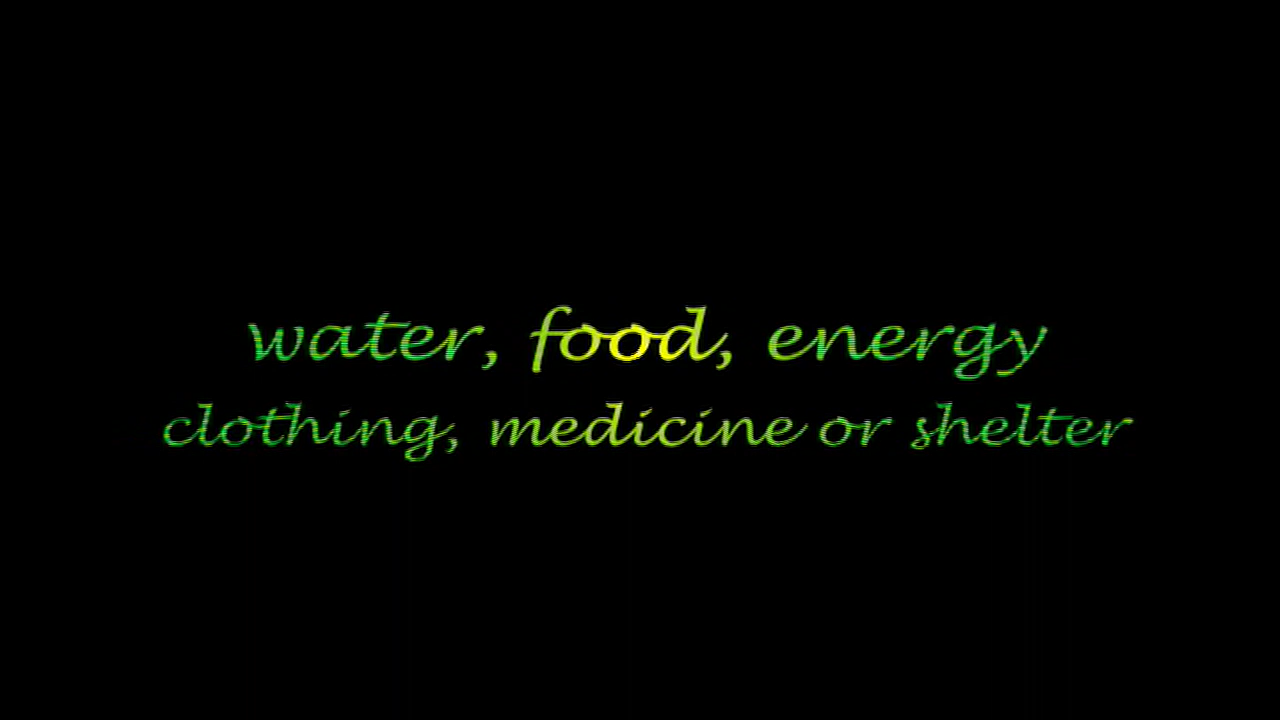 water, food, energy
clothing, medicine or shelter